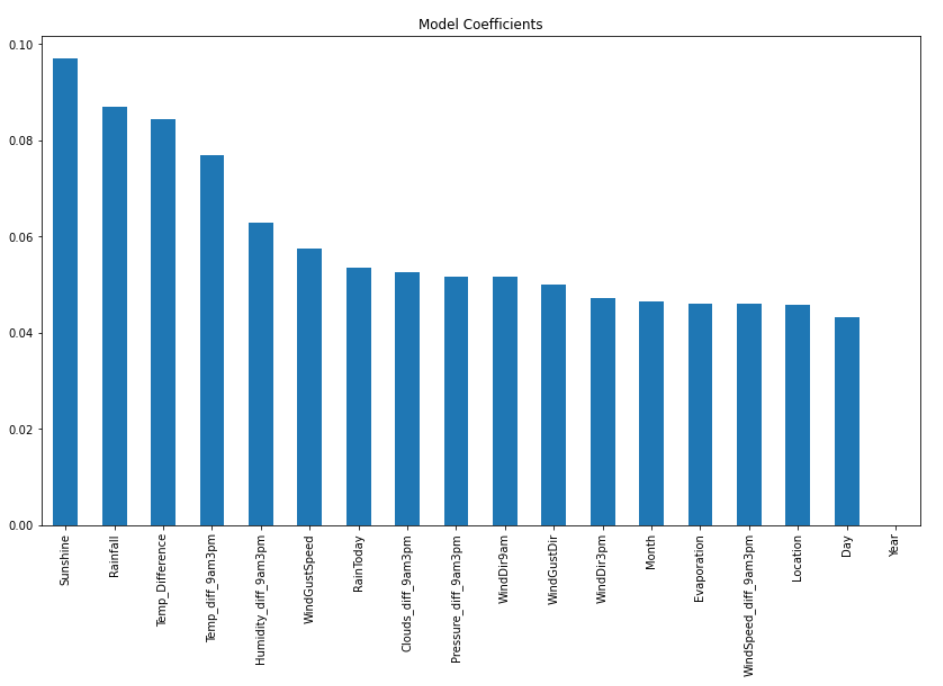 Model Coefficients
0.10
0.08
0.06
0.04
0.02
0.00
Sunshine
Rainfall
Temp_Difference
Temp_diff_9am3pm
Humidity_diff_9am3pm
WindGustSpeed
RainToday
Clouds_diff_9am3pm
Pressure_diff_9am3pm
WindDir9am
WindGustDir
WindDir3pm
Month
Evaporation
WindSpeed_diff_9am3pm
Location
Day
Year